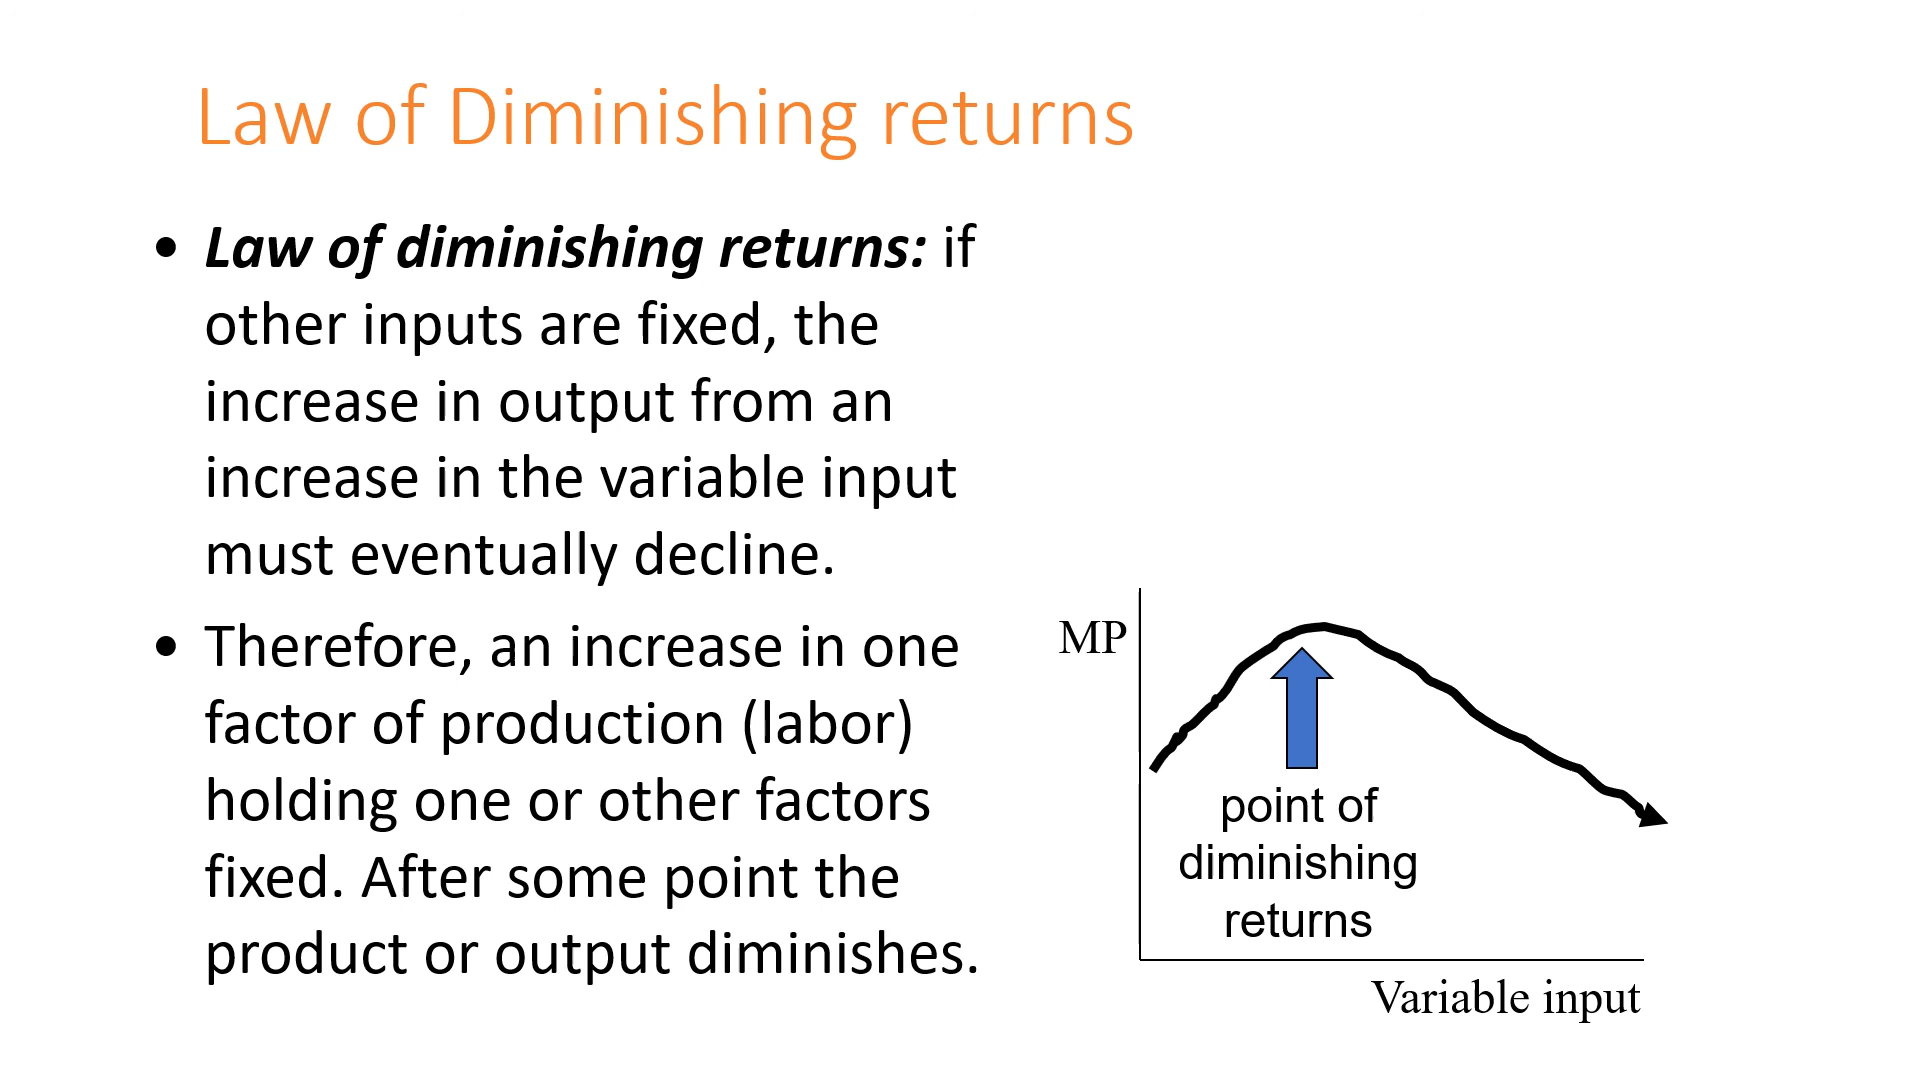 Law of Diminishing returns
• Law of diminishing returns: if
other inputs are fixed, the
increase in output from an
increase in the variable input
must eventually decline.
• Therefore, an increase in one
factor of production (labor)
holding one or other factors
fixed. After some point the
product or output diminishes.
MP
point of
diminishing
returns
Variable input